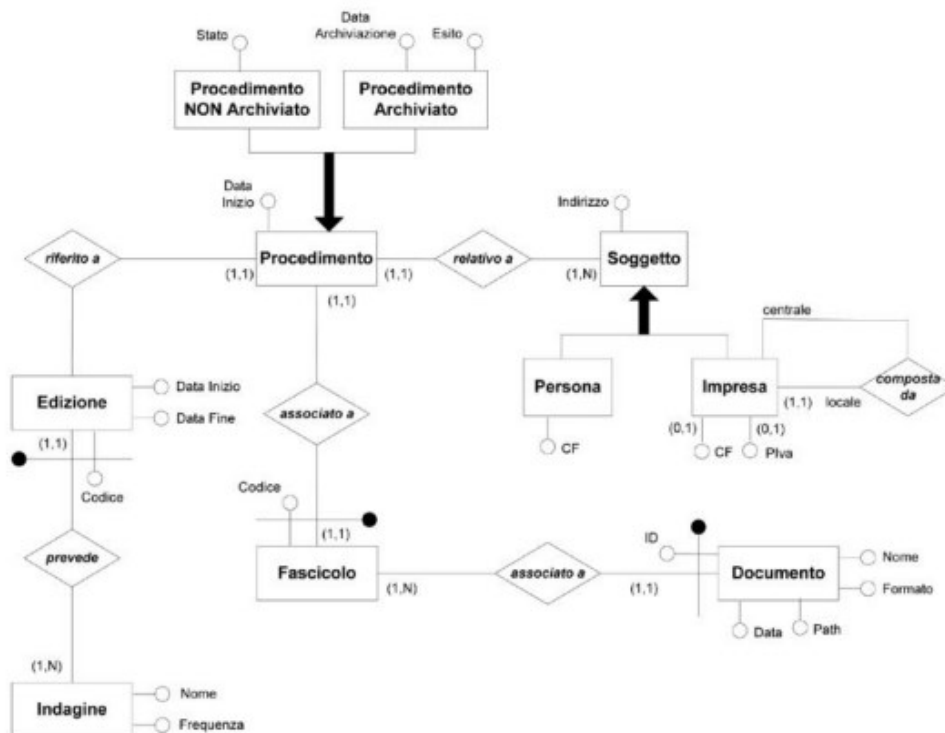 Stato
Data
Archiviazione
Esito
Procedimento
NON Archiviato
Procedimento
Archiviato
Data
Inizio
Indirizzo
riferito a
Procedimento
relativo a
Soggetto
(1,1)
(1,1)
(1,1)
(1,N)
centrale
Edizione
Data Inizio
Data Fine
associato a
Persona
Impresa
composta
da
(1,1)
locale
(1,1)
(0,1)
(0,1)
CF
CF
PIva
Codice
Codice
ID
prevede
(1,1)
Fascicolo
associato a
Documento
Nome
Formato
(1,N)
(1,1)
Data
Path
(1,N)
Indagine
Nome
Frequenza